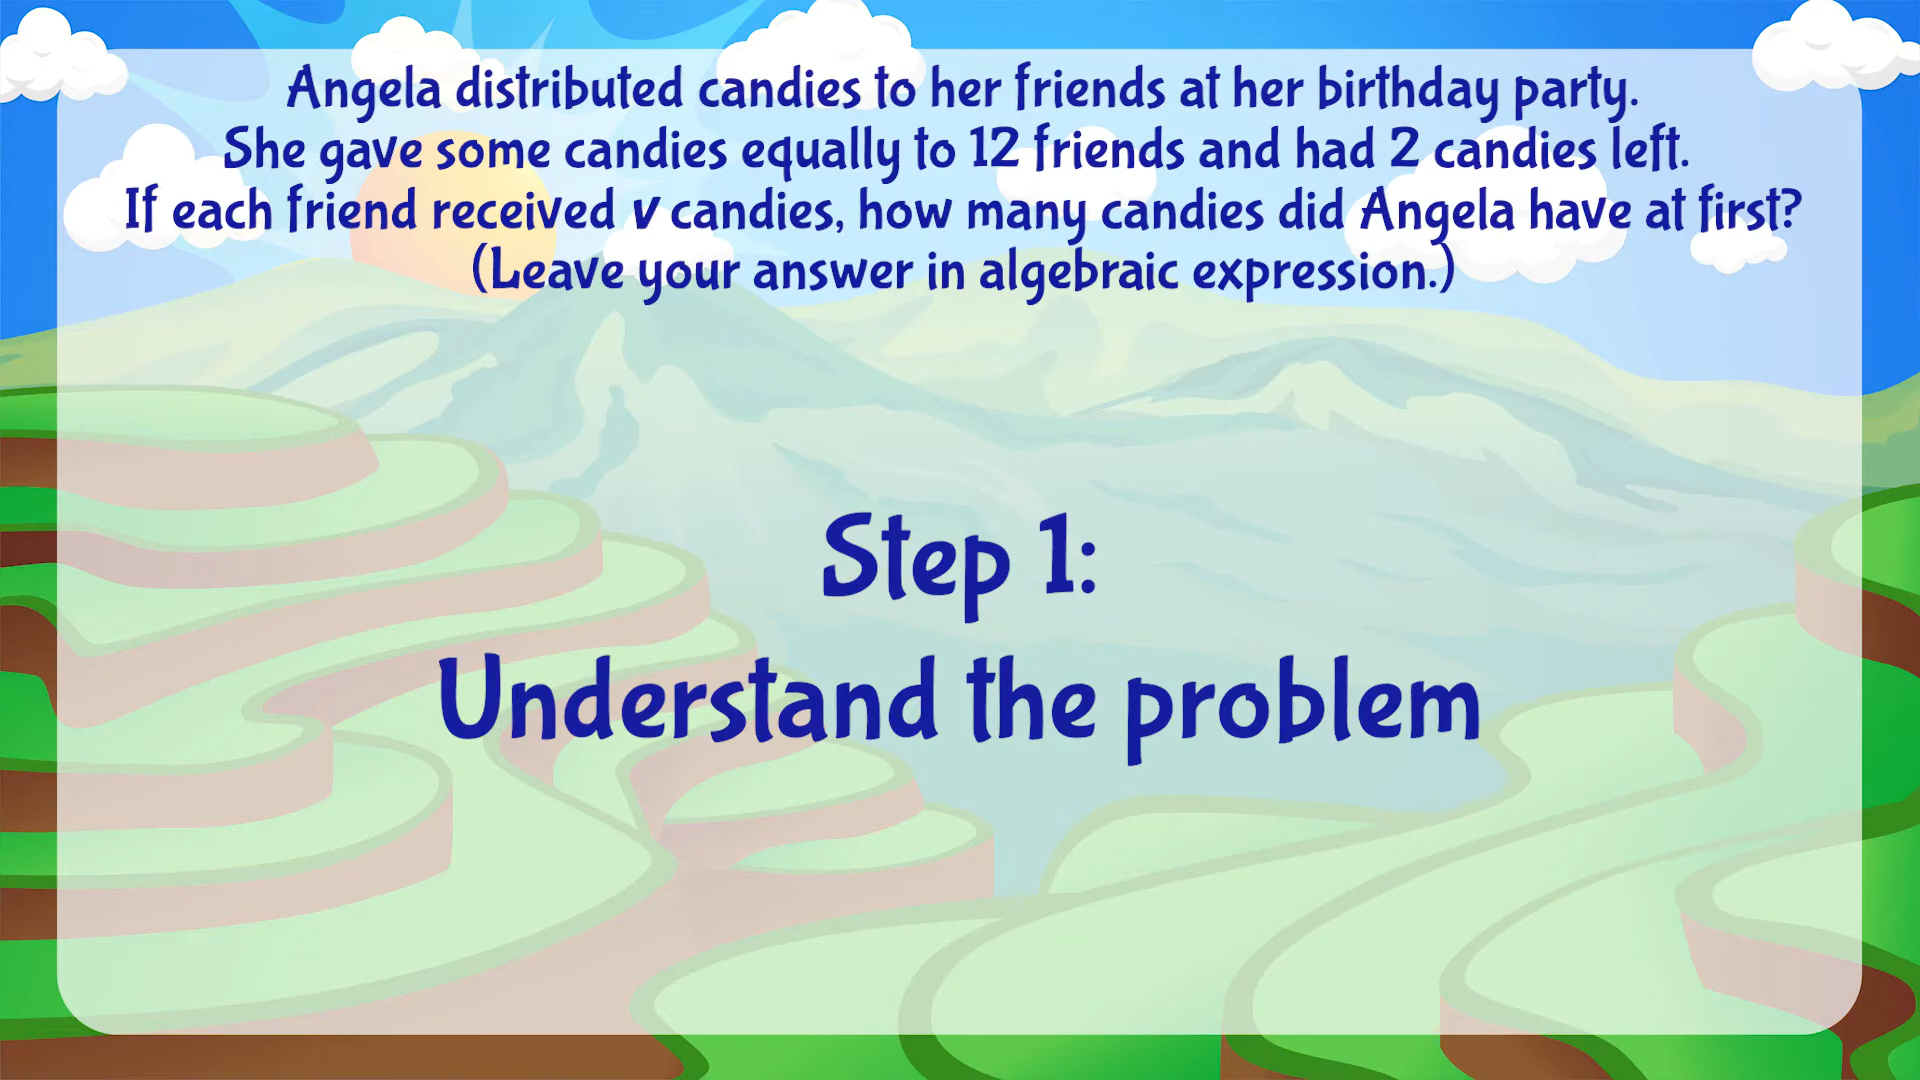 Angela distributed candies to her friends at her birthday party.
She gave some candies equally to 12 friends and had 2 candies left.
If each friend received v candies, how many candies did Angela have at first?
(Leave your answer in algebraic expression.)
Step 1:
Understand the problem